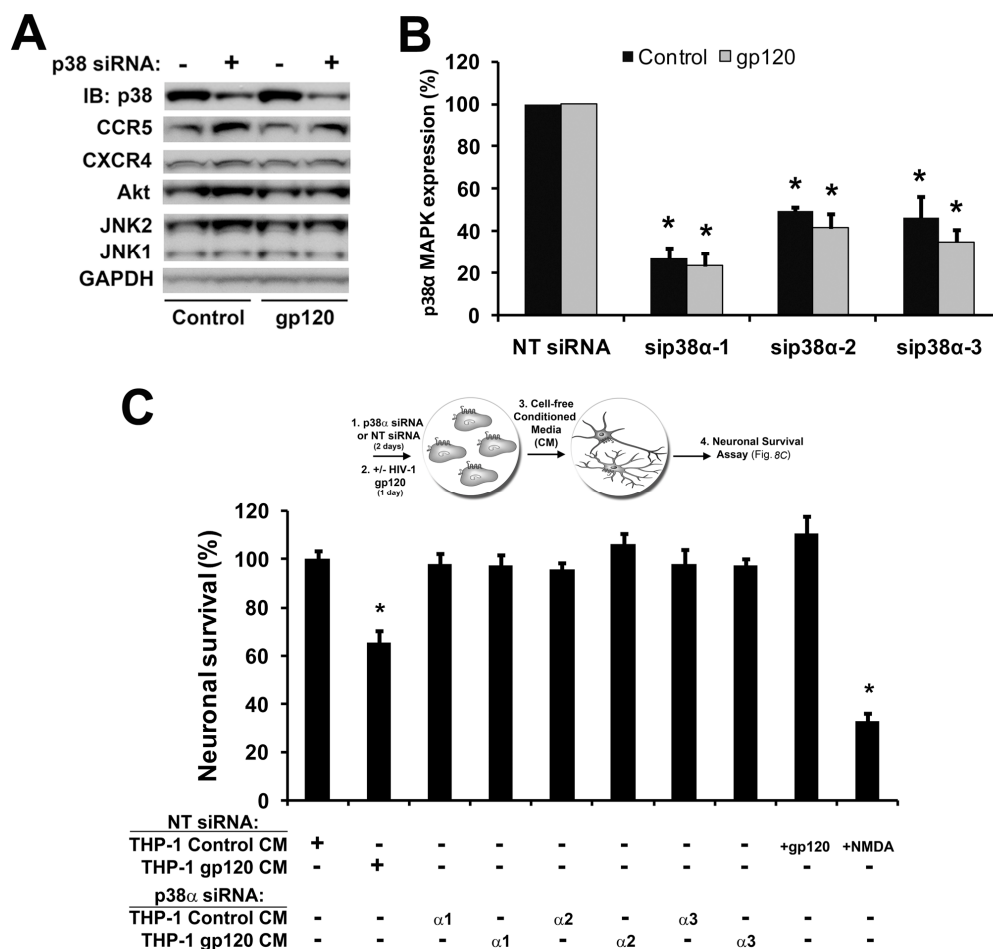 A
p38 siRNA: - + - +
IB: p38
CCR5
CXCR4
Akt
JNK2
JNK1
GAPDH
Control gp120
B
Control gp120
p38α MAPK expression (%)
120
100
80
60
40
20
0
* * * * * *
NT siRNA sip38α-1 sip38α-2 sip38α-3
C
1. p38α siRNA
or NT siRNA
(2 days)
2. +/- HIV-1
gp120
(1 day)
3. Cell-free
Conditioned
Media
(CM)
4. Neuronal Survival
Assay (Fig. 8C)
Neuronal survival (%)
120
100
80
60
40
20
0
* *
NT siRNA:
THP-1 Control CM + - - - - - - - +gp120 +NMDA
THP-1 gp120 CM - + - - - - - - - -
p38α siRNA:
THP-1 Control CM - - α1 - α2 - α3 - - -
THP-1 gp120 CM - - - α1 - α2 - α3 - -